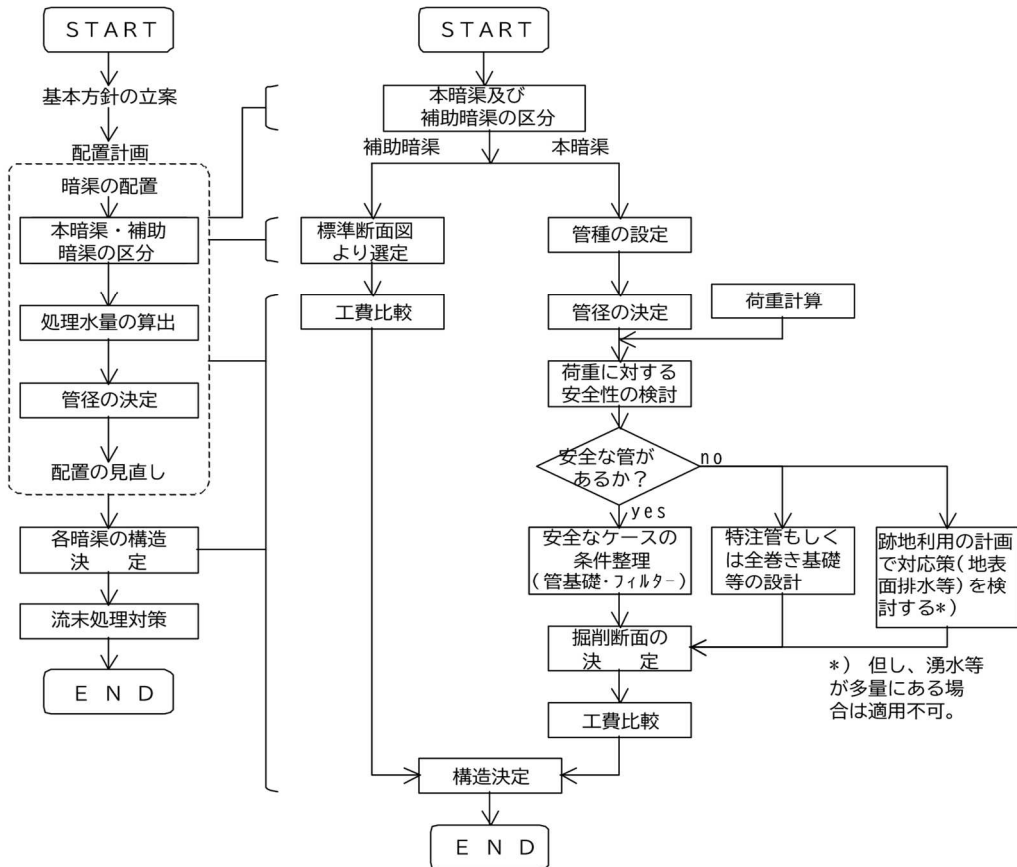 ＳＴＡＲＴ
基本方針の立案
配置計画
暗渠の配置
本暗渠・補助
暗渠の区分
処理水量の算出
管径の決定
配置の見直し
各暗渠の構造
決　　定
流末処理対策
ＥＮＤ
ＳＴＡＲＴ
本暗渠及び
補助暗渠の区分
補助暗渠
本暗渠
標準断面図
より選定
工費比較
管種の設定
管径の決定
荷重計算
荷重に対する
安全性の検討
安全な管が
あるか？
no
yes
安全なケースの
条件整理
(管基礎・ﾌｨﾙﾀｰ)
特注管もしく
は全巻き基礎
等の設計
跡地利用の計画
で対応策(地表
面排水等)を検
討する*)
掘削断面の
決　　定
*) 但し、湧水等
が多量にある場
合は適用不可。
工費比較
構造決定
ＥＮＤ